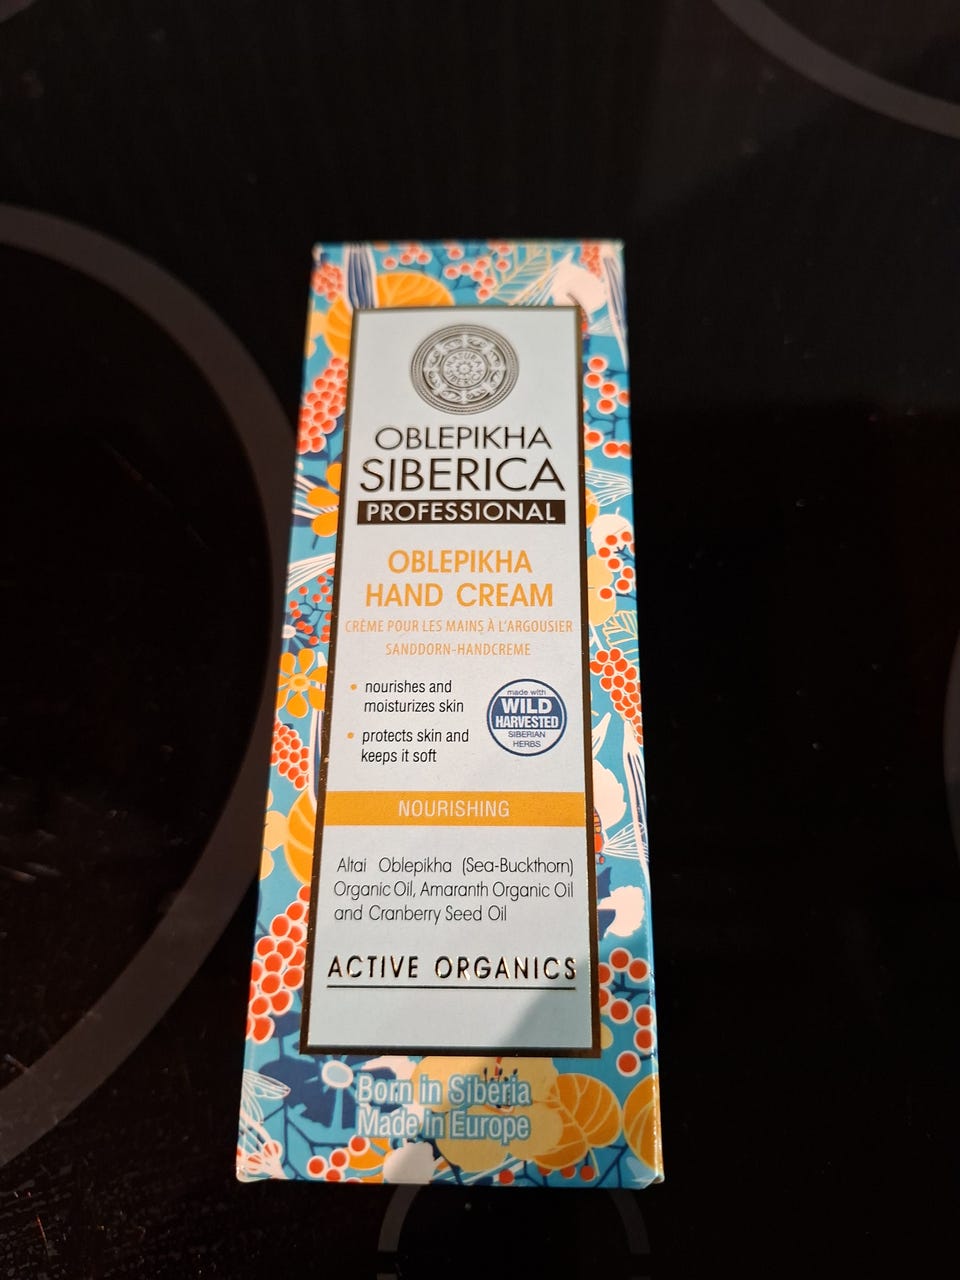 NATURA
SIBERICA
OBLEPIKHA
SIBERICA
PROFESSIONAL
OBLEPIKHA
HAND CREAM
CRÈME POUR LES MAINS À L'ARGOUSIER
SANDDORN-HANDCREME
• nourishes and
moisturizes skin
• protects skin and
keeps it soft
made with
WILD
HARVESTED
SIBERIAN
HERBS
NOURISHING
Altai Oblepikha (Sea-Buckthorn)
Organic Oil, Amaranth Organic Oil
and Cranberry Seed Oil
ACTIVE ORGANICS
Born in Siberia
Made in Europe